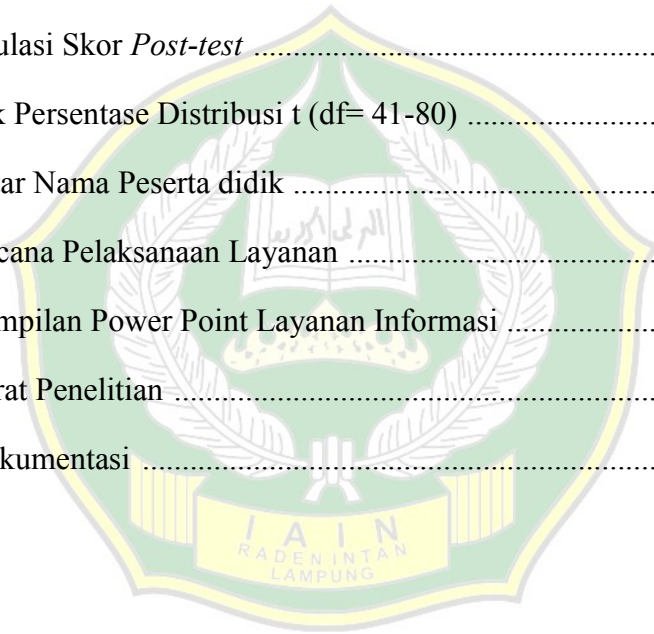 ulasi Skor Post-test ................................................
k Persentase Distribusi t (df= 41-80) ........................
ar Nama Peserta didik ...............................................
cana Pelaksanaan Layanan ........................................
mpilan Power Point Layanan Informasi ...................
rat Penelitian .............................................................
kumentasi .................................................................
IAIN
RADEN INTAN
LAMPUNG